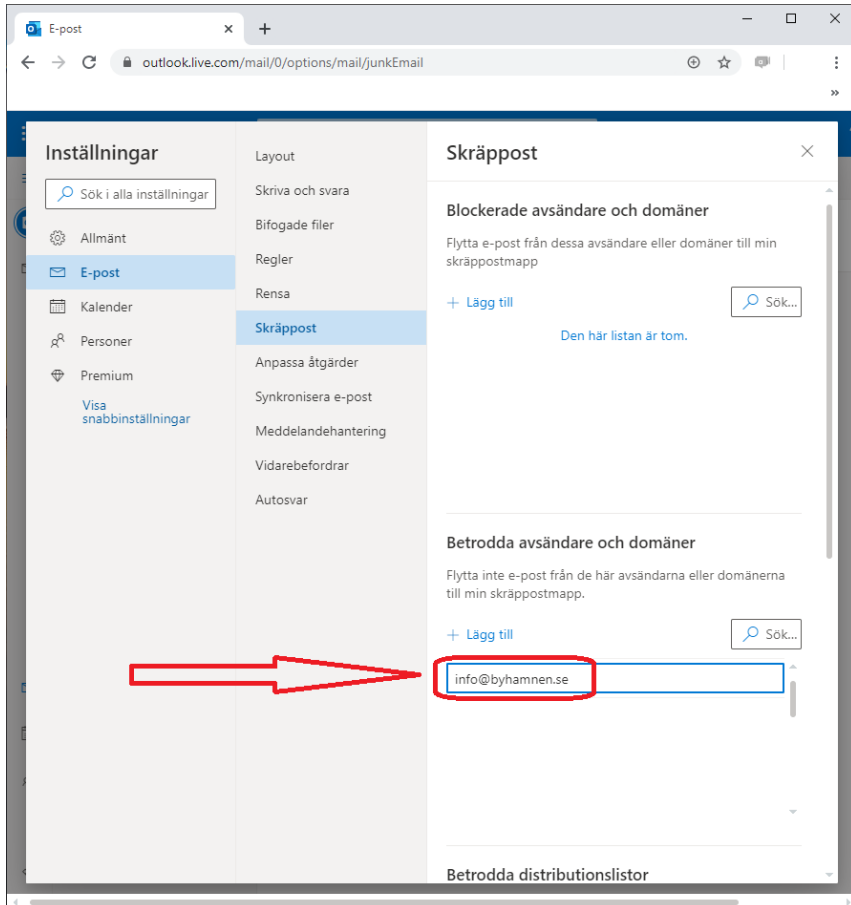 E-post
outlook.live.com/mail/0/options/mail/junkEmail
Inställningar
Sök i alla inställningar
Allmänt
E-post
Kalender
Personer
Premium
Visa
snabbinställningar
Layout
Skriva och svara
Bifogade filer
Regler
Rensa
Skräppost
Anpassa åtgärder
Synkronisera e-post
Meddelandehantering
Vidarebefordrar
Autosvar
Skräppost
Blockerade avsändare och domäner
Flytta e-post från dessa avsändare eller domäner till min
skräppostmapp
Lägg till
Sök...
Den här listan är tom.
Betrodda avsändare och domäner
Flytta inte e-post från de här avsändarna eller domänerna
till min skräppostmapp.
Lägg till
Sök...
info@byhamnen.se
Betrodda distributionslistor